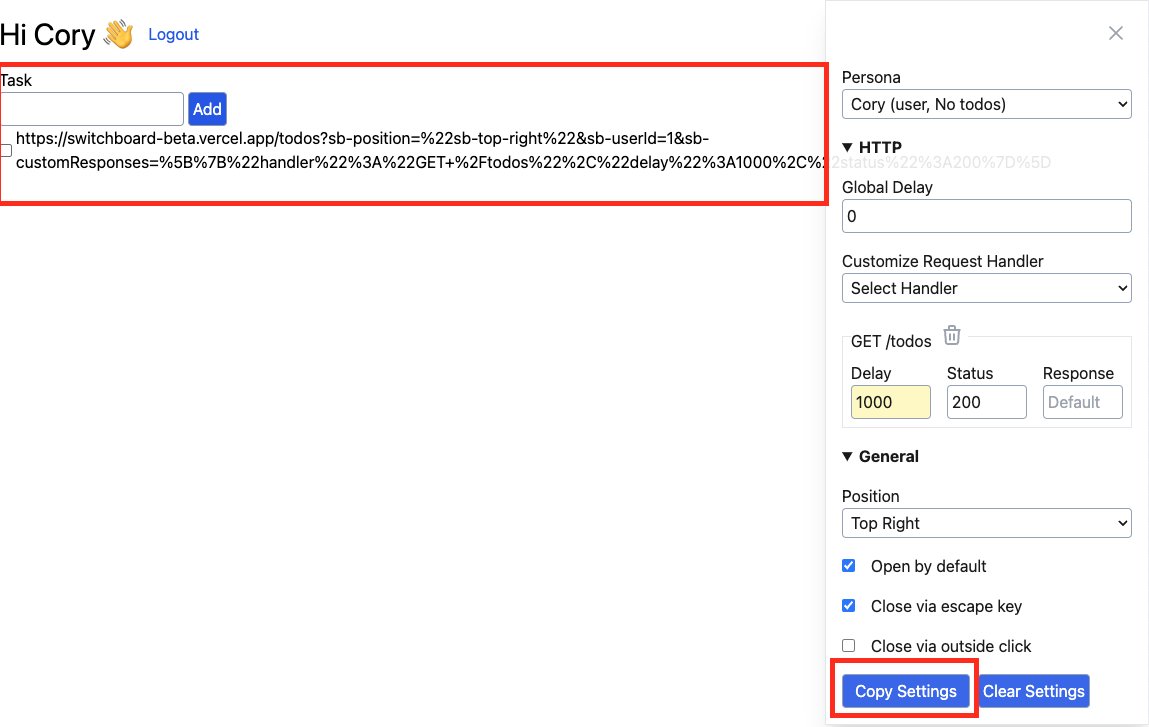 Hi Cory 👋 Logout
Task
Add
https://switchboard-beta.vercel.app/todos?sb-position=%22sb-top-right%22&sb-userId=1&sb-
customResponses=%5B%7B%22handler%22%3A%22GET+%2Ftodos%22%2C%22delay%22%3A1000%2C%22status%22%3A200%7D%5D
Persona
Cory (user, No todos)
HTTP
Global Delay
0
Customize Request Handler
Select Handler
GET /todos
Delay Status Response
1000 200 Default
General
Position
Top Right
Open by default
Close via escape key
Close via outside click
Copy Settings Clear Settings